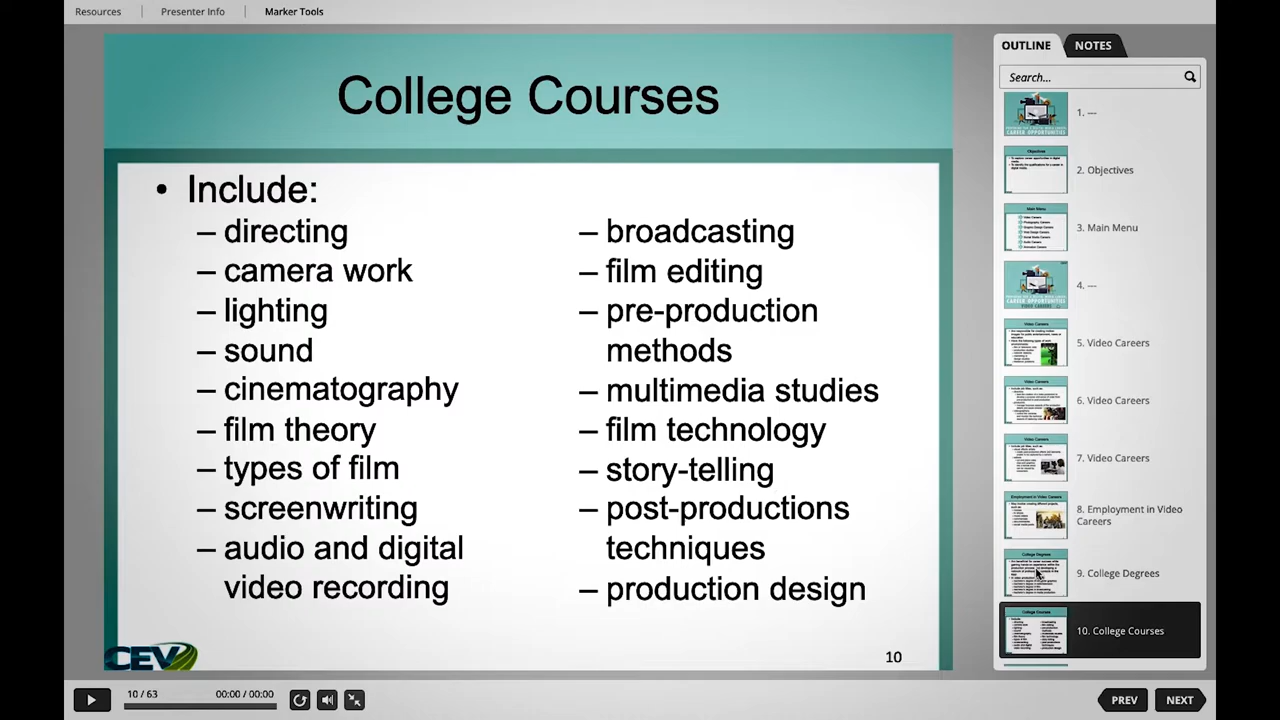 Resources
Presenter Info
Marker Tools
College Courses
• Include:
– directing
– camera work
– lighting
– sound
– cinematography
– film theory
– types of film
– screenwriting
– audio and digital
video recording
– broadcasting
– film editing
– pre-production
methods
– multimedia studies
– film technology
– story-telling
– post-productions
techniques
– production design
CEV
10
OUTLINE
NOTES
Search...
1. ---
2. Objectives
3. Main Menu
4. ---
5. Video Careers
6. Video Careers
7. Video Careers
8. Employment in Video
Careers
9. College Degrees
10. College Courses
10 / 63
00:00 / 00:00
PREV
NEXT